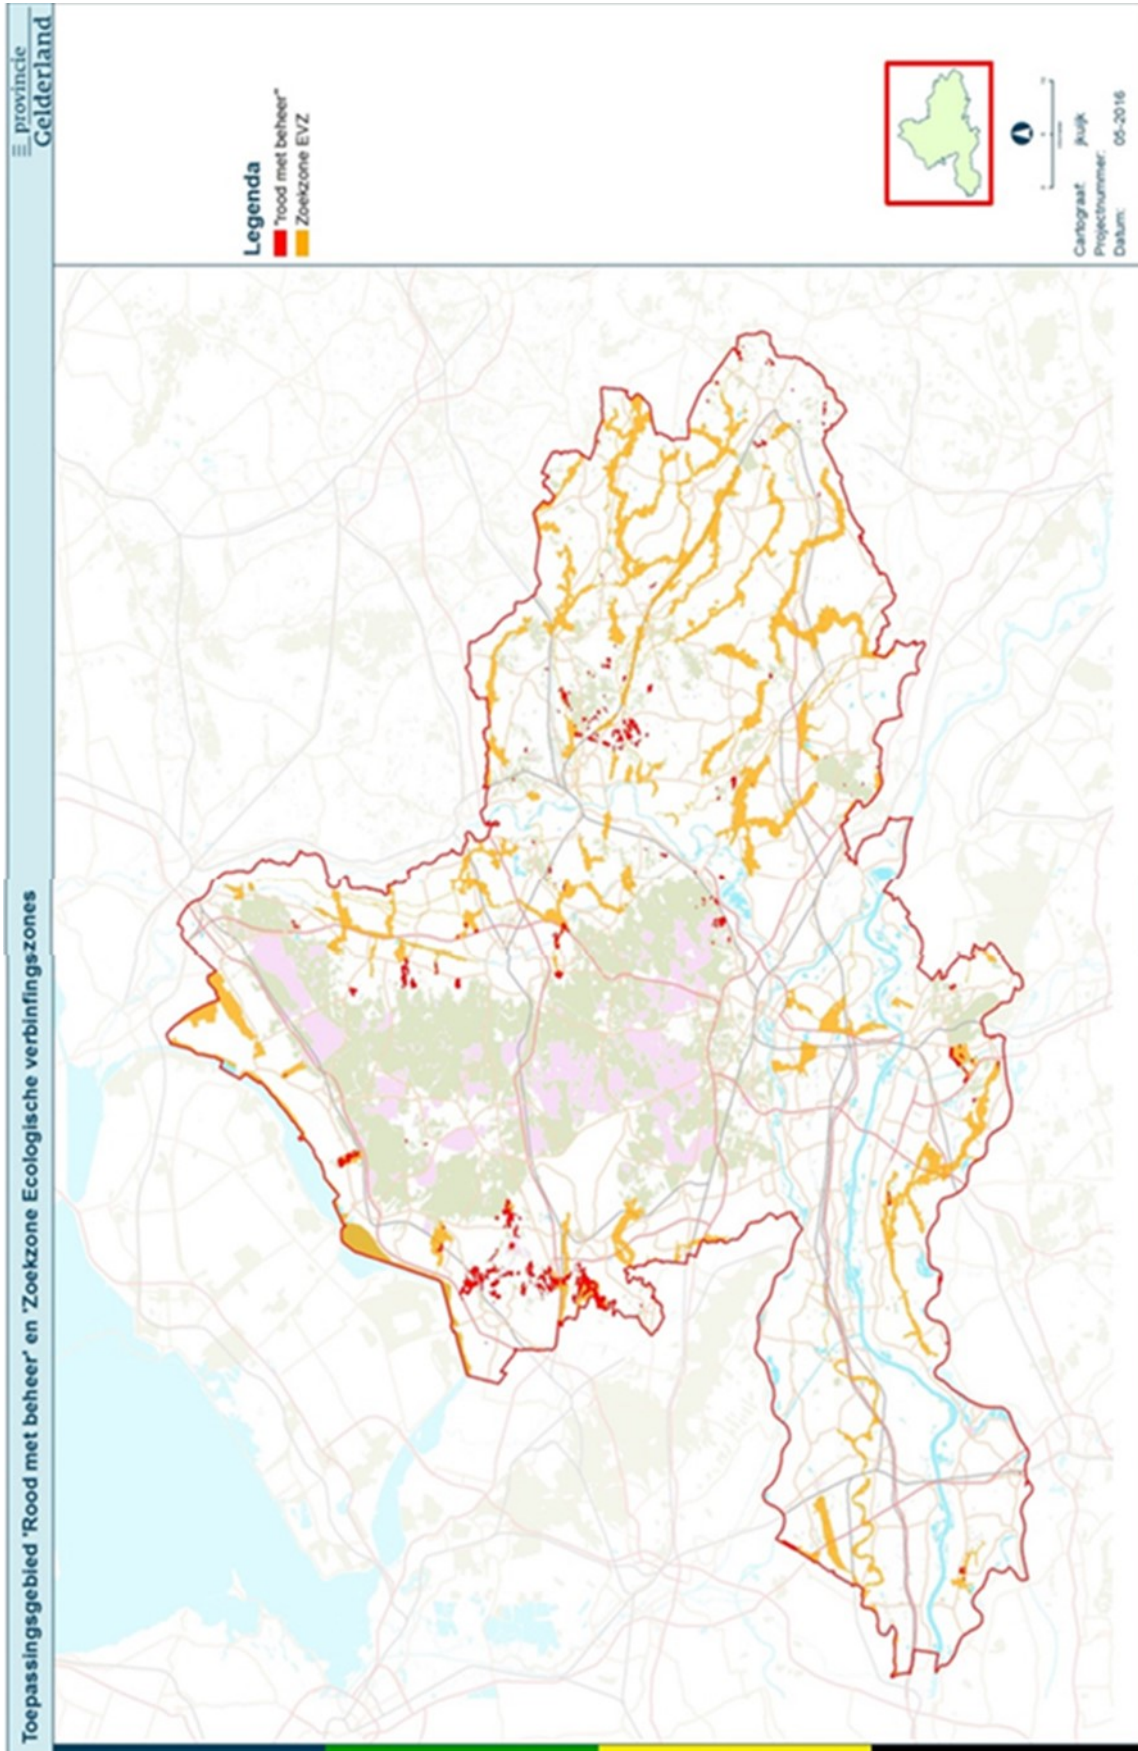 Toepassingsgebied 'Rood met beheer' en 'Zoekzone Ecologische verbinfingszones
provincie
Gelderland
Legenda
"rood met beheer"
Zoekzone EVZ
Cartograaf: jkuijk
Projectnummer:
Datum: 05-2016